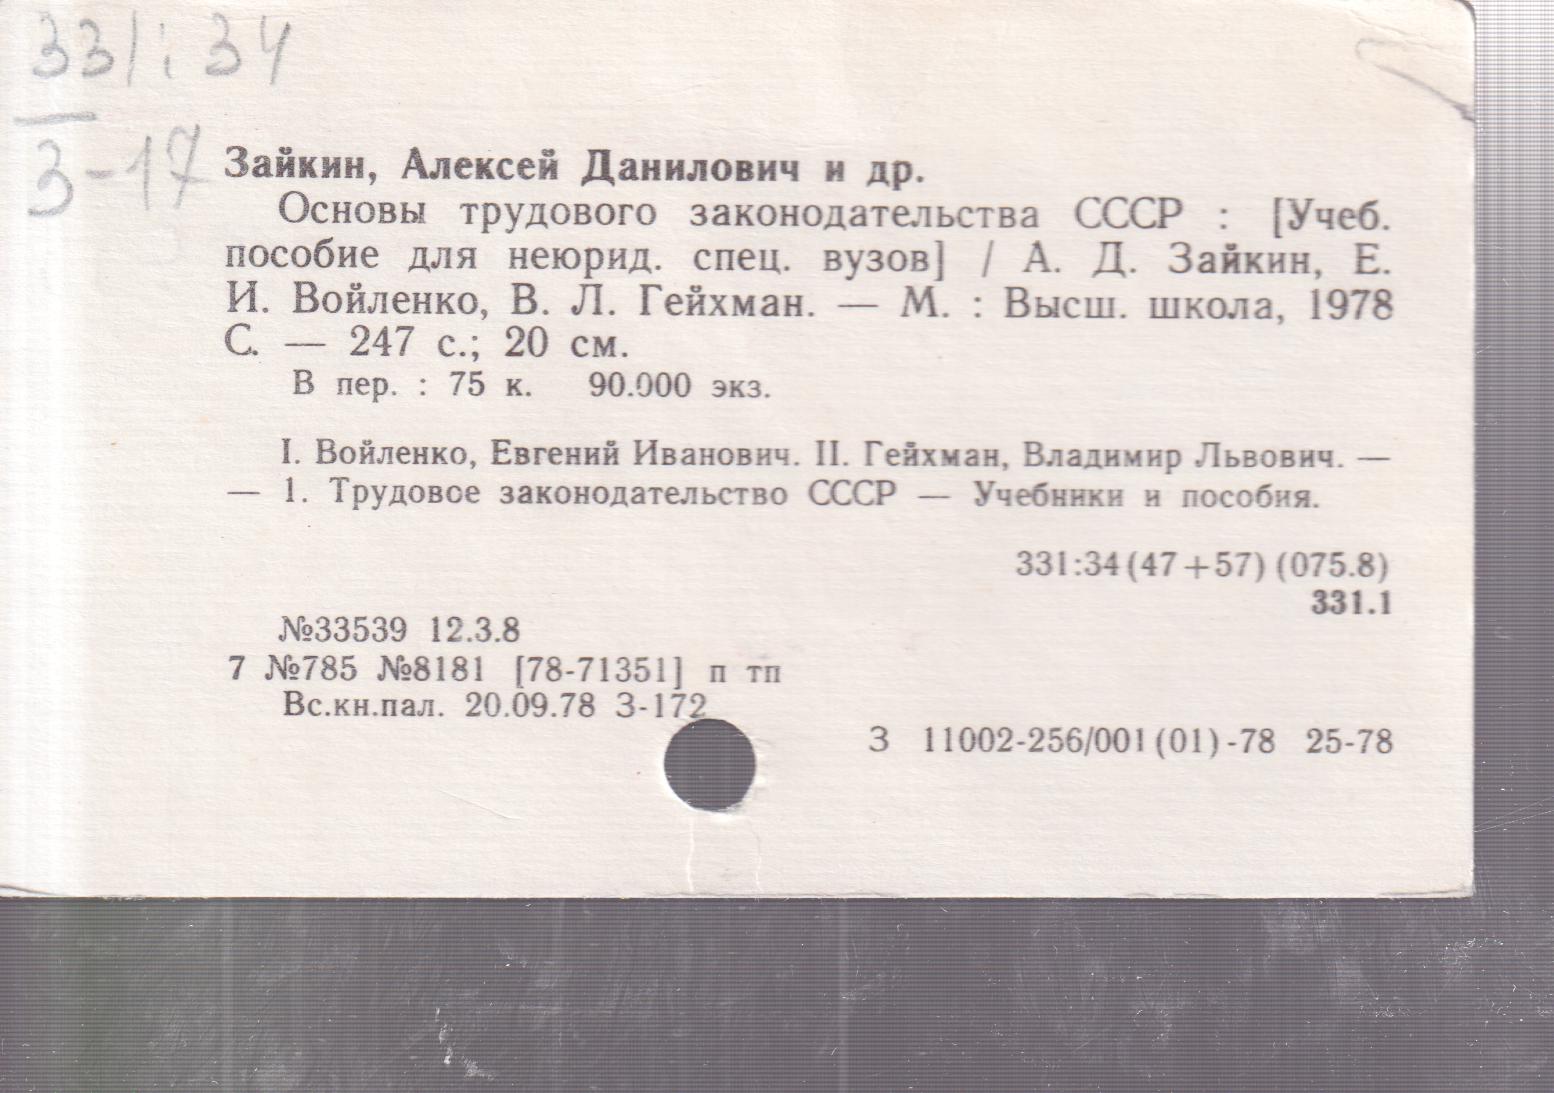 331:34
З-17
Зайкин, Алексей Данилович и др.
Основы трудового законодательства СССР : [Учеб.
пособие для неюрид. спец. вузов] / А. Д. Зайкин, Е.
И. Войленко, В. Л. Гейхман. — М. : Высш. школа, 1978
С. — 247 с.; 20 см.
В пер. : 75 к. 90.000 экз.
I. Войленко, Евгений Иванович. II. Гейхман, Владимир Львович. —
— 1. Трудовое законодательство СССР — Учебники и пособия.
331:34(47+57)(075.8)
331.1
№33539 12.3.8
7 №785 №8181 [78-71351] п тп
Вс.кн.пал. 20.09.78 З-172
З 11002-256/001(01)-78 25-78